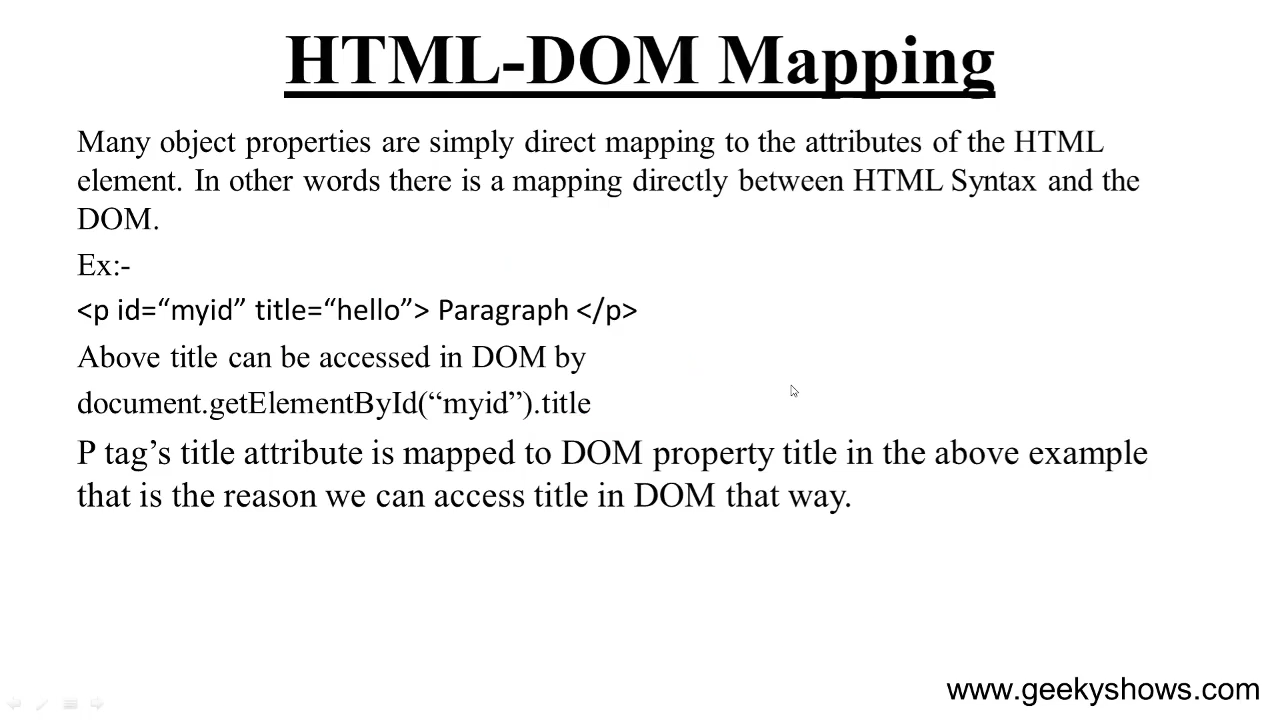 HTML-DOM Mapping
Many object properties are simply direct mapping to the attributes of the HTML
element. In other words there is a mapping directly between HTML Syntax and the
DOM.
Ex:-
<p id=“myid” title=“hello”> Paragraph </p>
Above title can be accessed in DOM by
document.getElementById(“myid”).title
P tag’s title attribute is mapped to DOM property title in the above example
that is the reason we can access title in DOM that way.
www.geekyshows.com